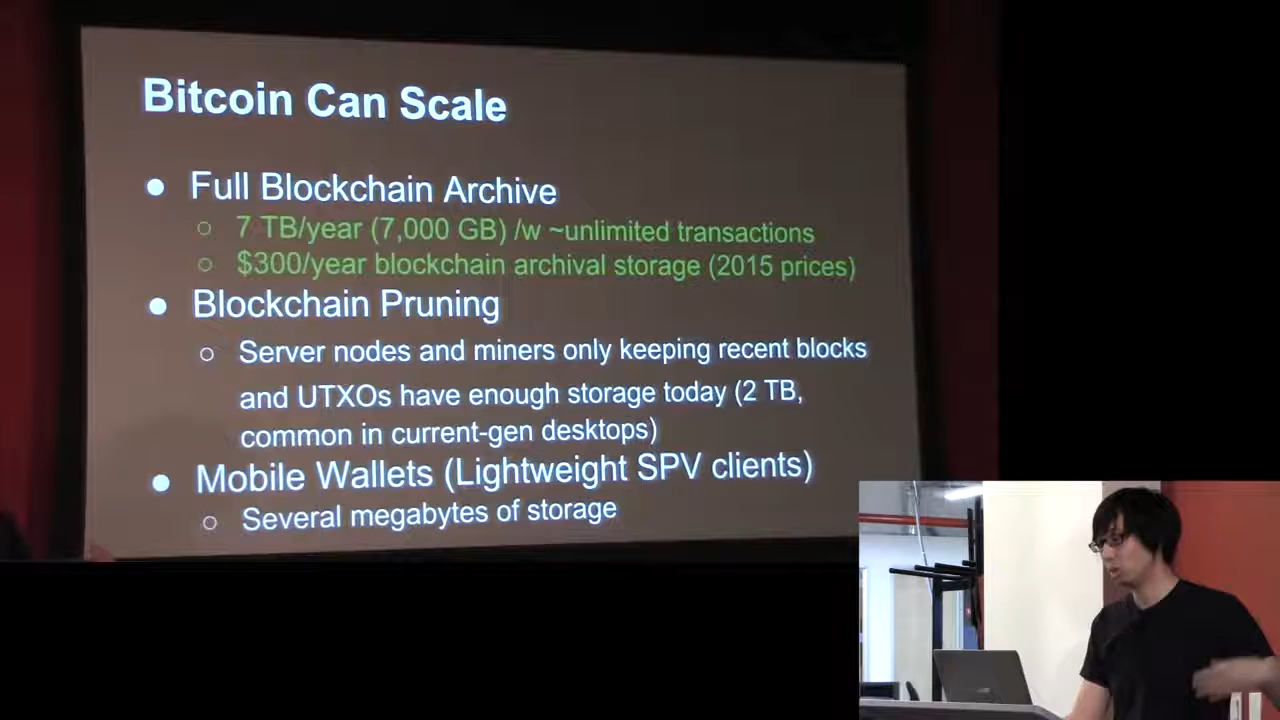 Bitcoin Can Scale
● Full Blockchain Archive
○ 7 TB/year (7,000 GB) /w ~unlimited transactions
○ $300/year blockchain archival storage (2015 prices)
● Blockchain Pruning
○ Server nodes and miners only keeping recent blocks
and UTXOs have enough storage today (2 TB,
common in current-gen desktops)
● Mobile Wallets (Lightweight SPV clients)
○ Several megabytes of storage